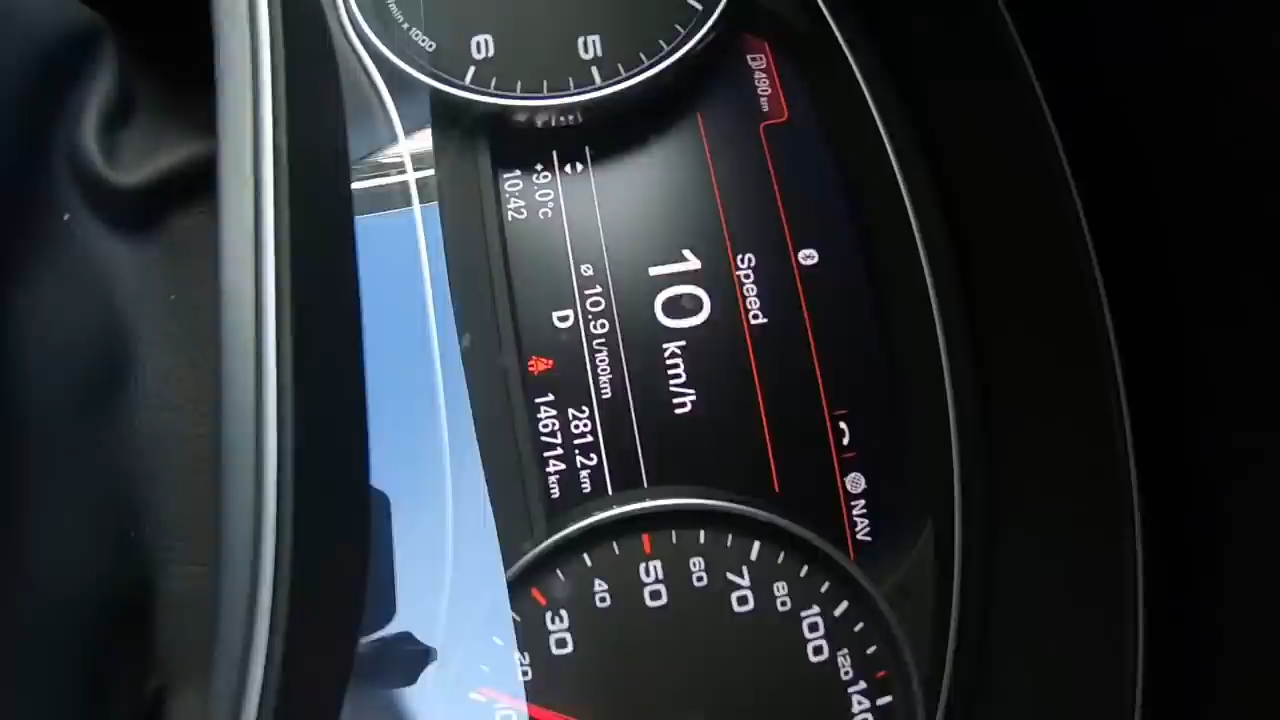 /min x 1000
6
5
490 km
NAV
Speed
10 km/h
ø 10.9 l/100km
281.2 km
+9.0°c
D
146714 km
10:42
10
20
30
40
50
60
70
80
100
120
140